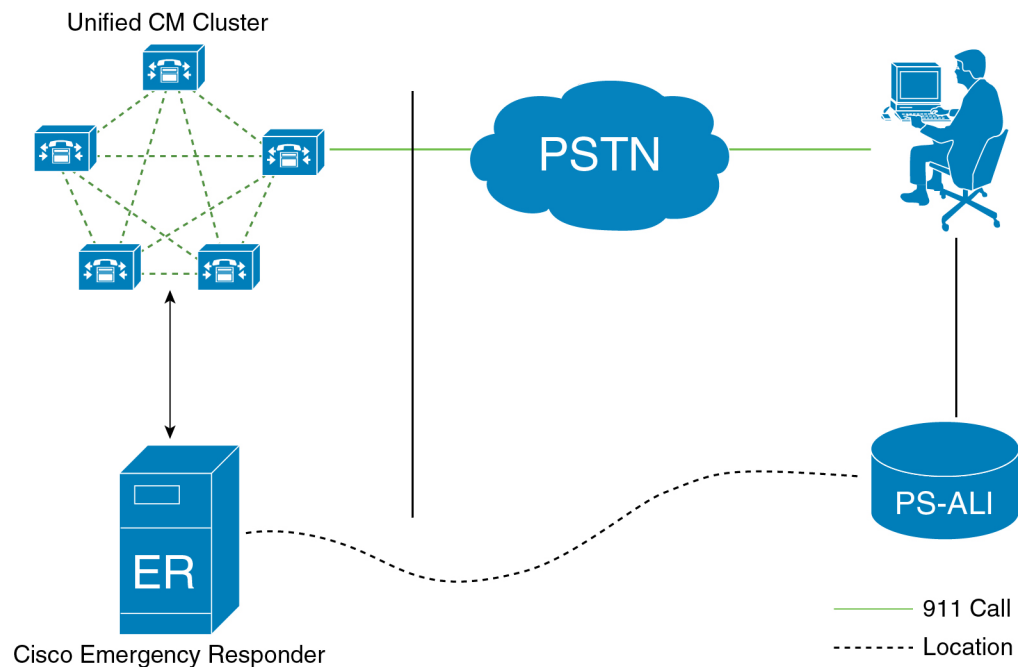 Unified CM Cluster
PSTN
PS-ALI
ER
Cisco Emergency Responder
911 Call
Location